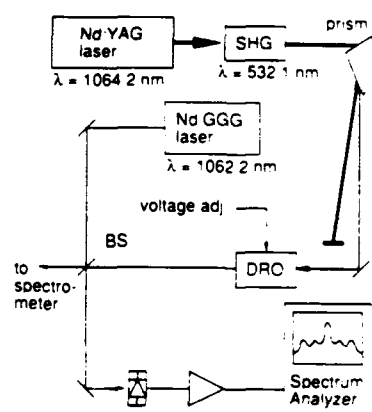 Nd:YAG
laser
SHG
prism
λ = 1064.2 nm
λ = 532.1 nm
Nd GGG
laser
λ = 1062.2 nm
voltage adj
BS
DRO
to
spectro-
meter
Spectrum
Analyzer